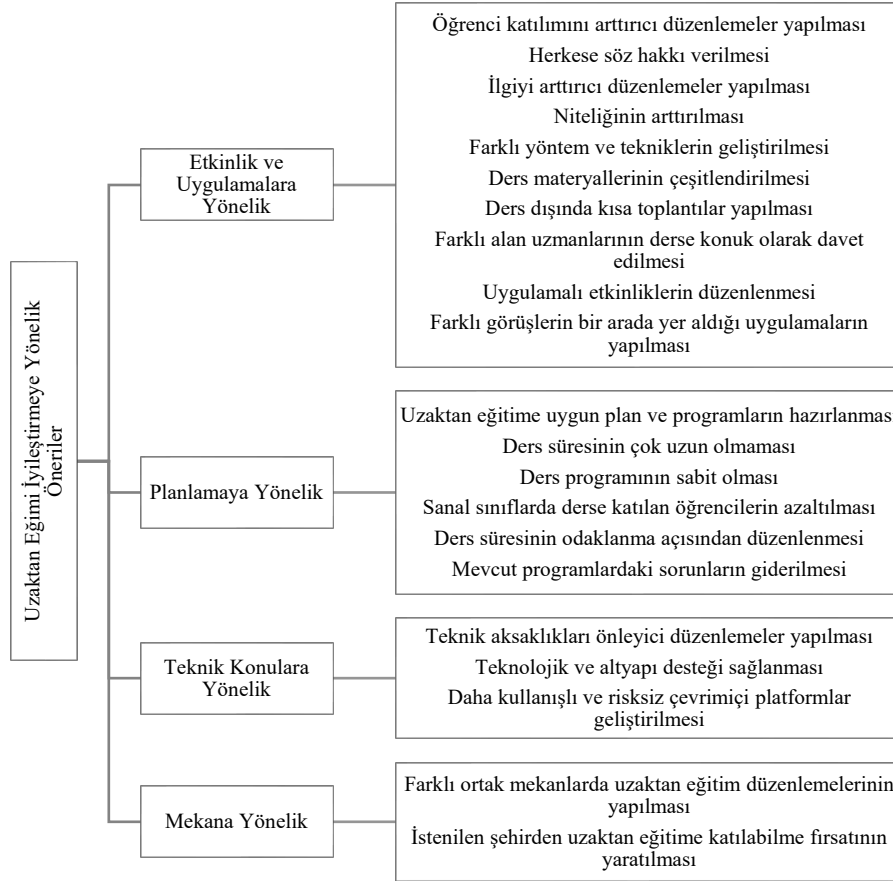 Uzaktan Eğimi İyileştirmeye Yönelik
Öneriler
Etkinlik ve
Uygulamalara
Yönelik
Öğrenci katılımını arttırıcı düzenlemeler yapılması
Herkese söz hakkı verilmesi
İlgiyi arttırıcı düzenlemeler yapılması
Niteliğinin arttırılması
Farklı yöntem ve tekniklerin geliştirilmesi
Ders materyallerinin çeşitlendirilmesi
Ders dışında kısa toplantılar yapılması
Farklı alan uzmanlarının derse konuk olarak davet
edilmesi
Uygulamalı etkinliklerin düzenlenmesi
Farklı görüşlerin bir arada yer aldığı uygulamaların
yapılması
Planlamaya Yönelik
Uzaktan eğitime uygun plan ve programların hazırlanması
Ders süresinin çok uzun olmaması
Ders programının sabit olması
Sanal sınıflarda derse katılan öğrencilerin azaltılması
Ders süresinin odaklanma açısından düzenlenmesi
Mevcut programlardaki sorunların giderilmesi
Teknik Konulara
Yönelik
Teknik aksaklıkları önleyici düzenlemeler yapılması
Teknolojik ve altyapı desteği sağlanması
Daha kullanışlı ve risksiz çevrimiçi platformlar
geliştirilmesi
Mekana Yönelik
Farklı ortak mekanlarda uzaktan eğitim düzenlemelerinin
yapılması
İstenilen şehirden uzaktan eğitime katılabilme fırsatının
yaratılması